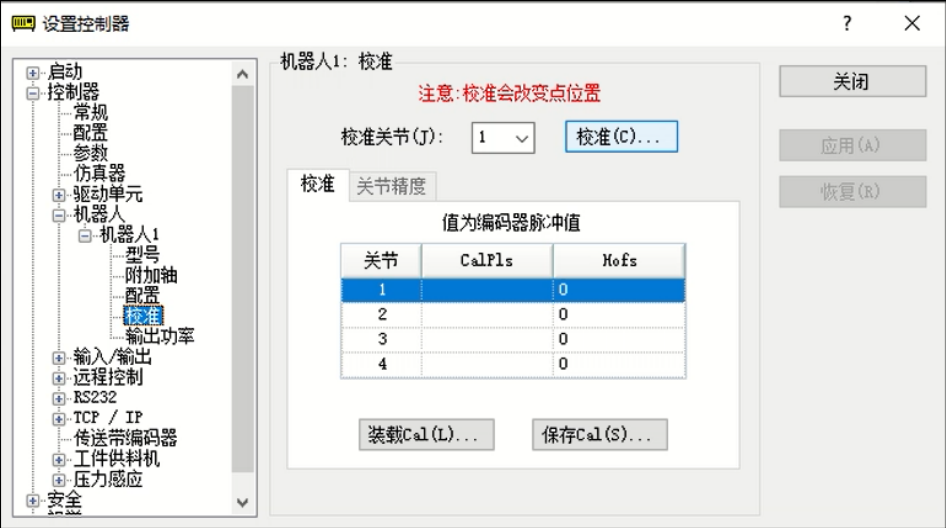 设置控制器
?
启动
控制器
常规
配置
参数
仿真器
驱动单元
机器人
机器人1
型号
附加轴
配置
校准
输出功率
输入/输出
远程控制
RS232
TCP / IP
传送带编码器
工件供料机
压力感应
安全
机器人1: 校准
注意:校准会改变点位置
校准关节(J): 1 校准(C)...
校准 关节精度
值为编码器脉冲值
关节 CalPls Hofs
1 0
2 0
3 0
4 0
装载Cal(L)... 保存Cal(S)...
关闭
应用(A)
恢复(R)